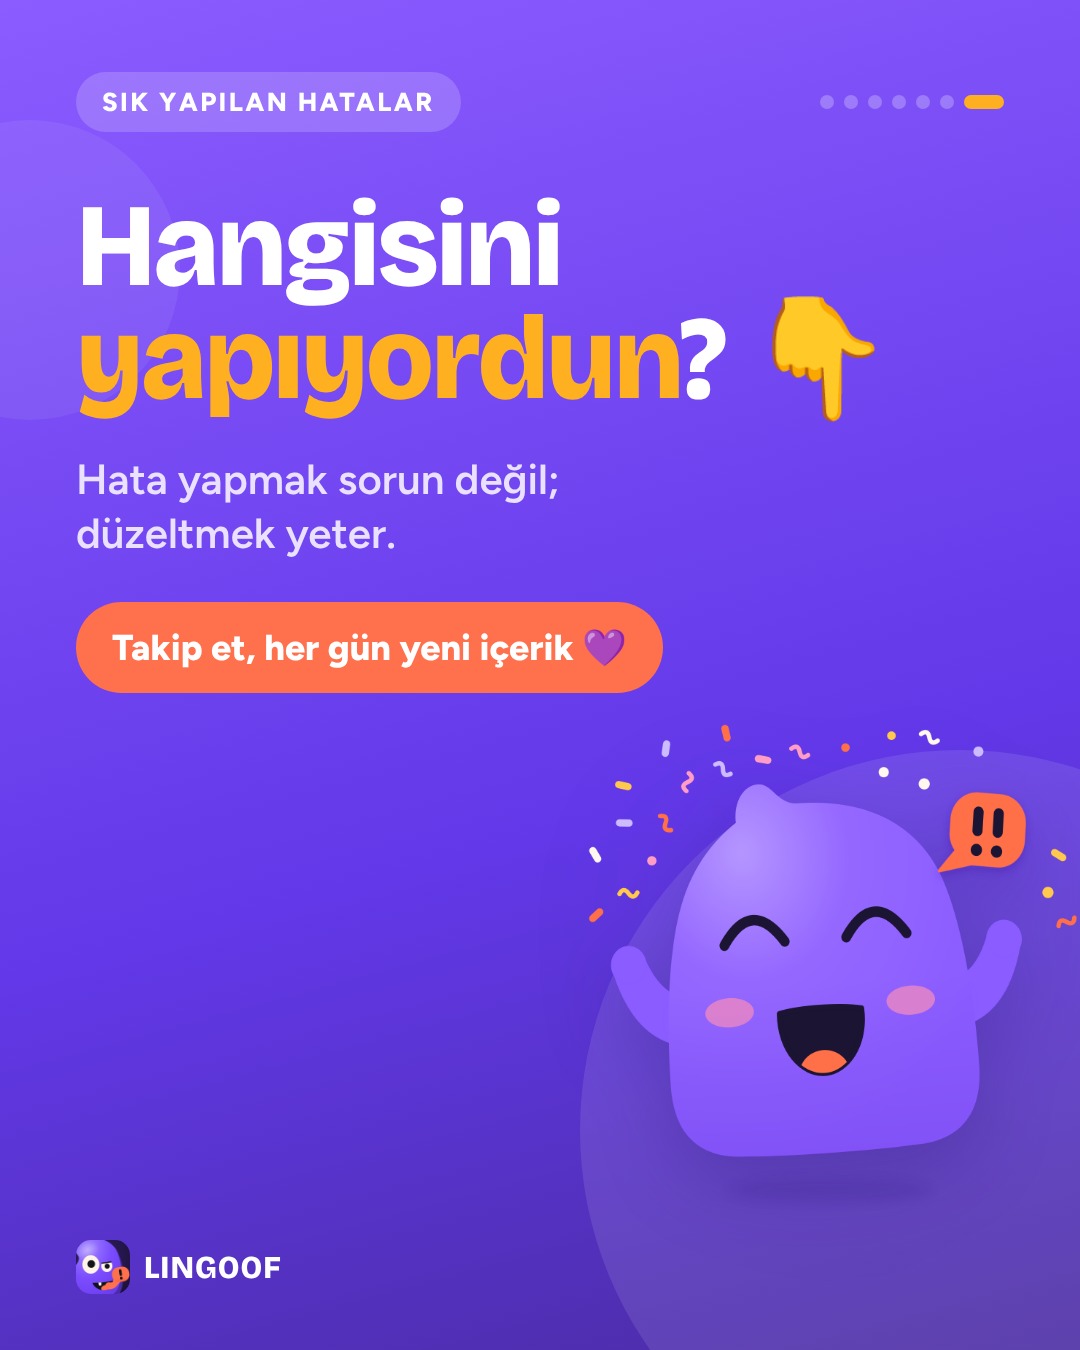 SIK YAPILAN HATALAR
Hangisini
yapıyordun? 👇
Hata yapmak sorun değil;
düzeltmek yeter.
Takip et, her gün yeni içerik 💜
!!
LINGOOF